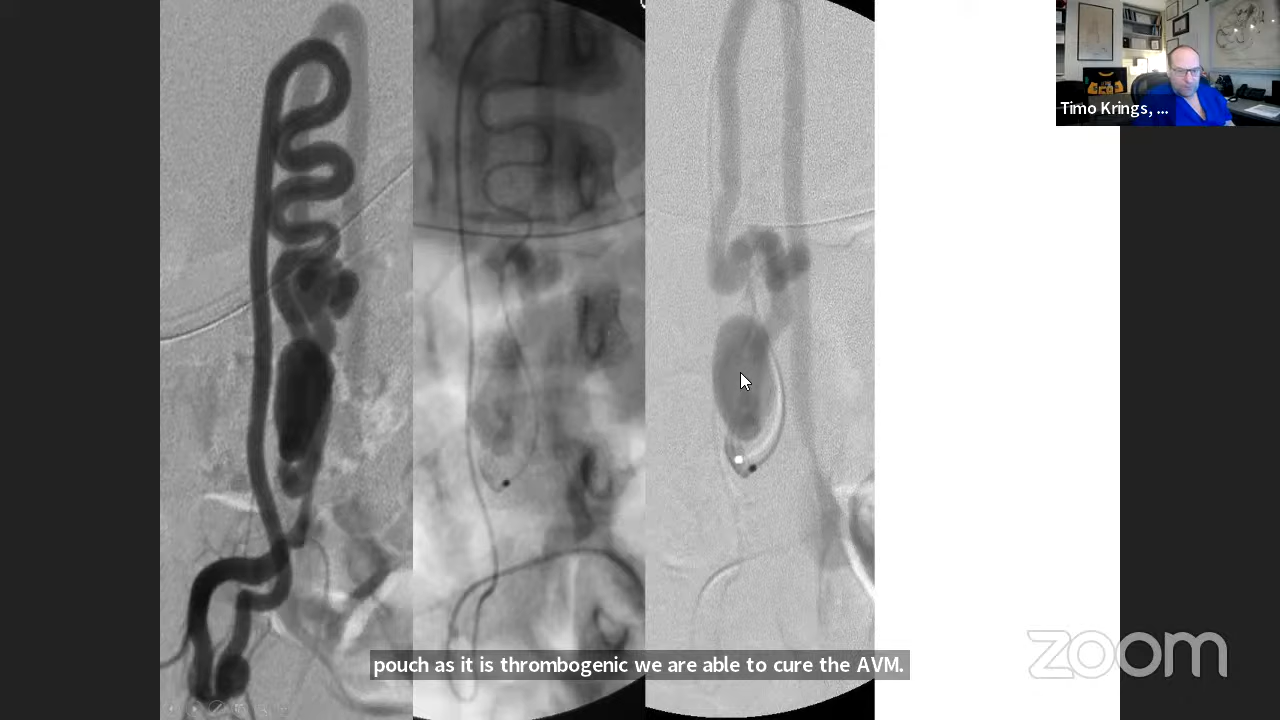 Timo Krings, ...
pouch as it is thrombogenic we are able to cure the AVM.
zoom